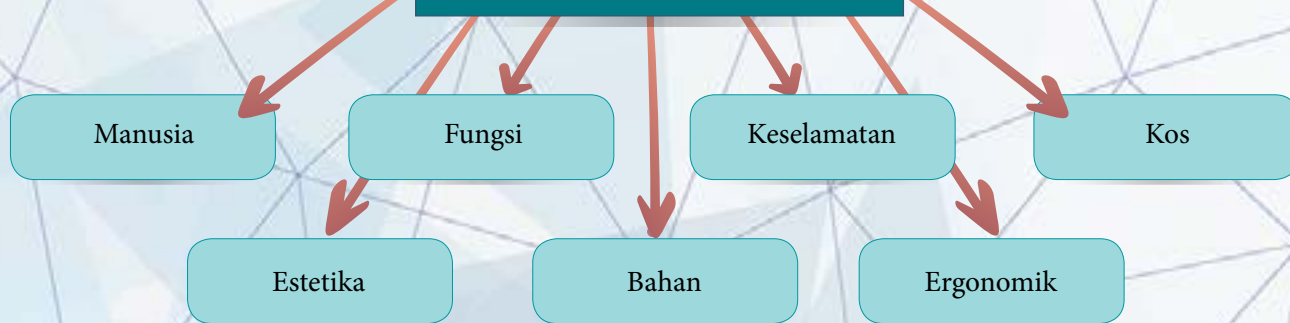 Manusia
Fungsi
Keselamatan
Kos
Estetika
Bahan
Ergonomik